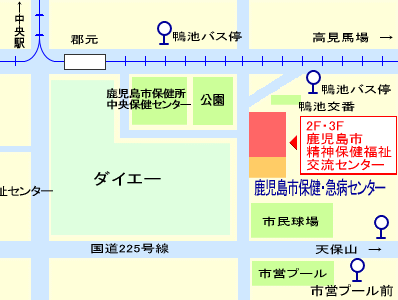 ↑中央駅
郡元
鴨池バス停
高見馬場 →
鹿児島市保健所
中央保健センター
公園
鴨池バス停
鴨池交番
2F・3F
鹿児島市
精神保健福祉
交流センター
ダイエー
祉センター
鹿児島市保健・急病センター
市民球場
国道225号線
天保山 →
市営プール
市営プール前